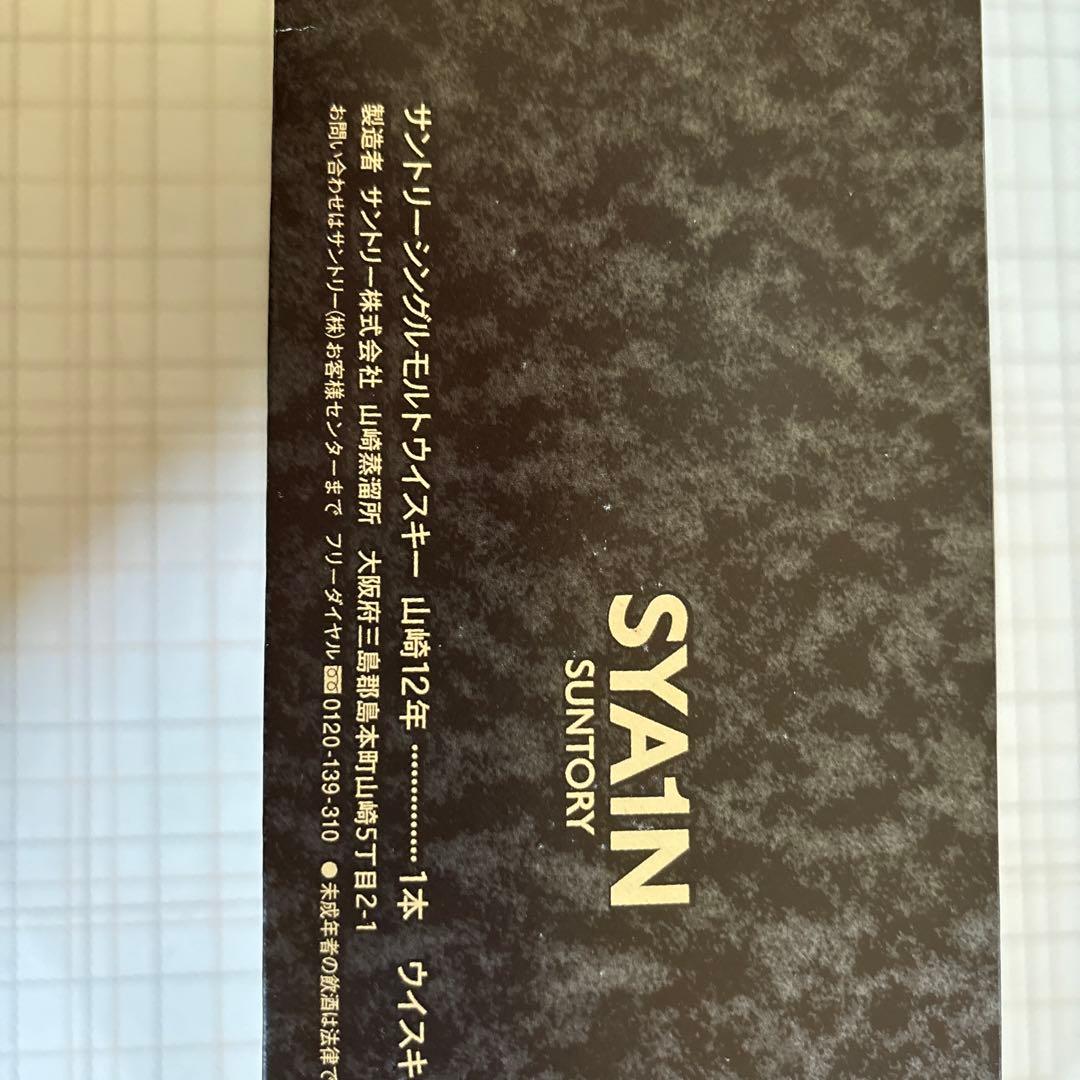 SYA1N
SUNTORY
サントリーシングルモルトウイスキー 山崎12年 ‥‥‥‥‥ 1本 ウイスキ
製造者 サントリー株式会社 山崎蒸溜所 大阪府三島郡島本町山崎5丁目2-1
お問い合わせはサントリー(株)お客様センターまで フリーダイヤル 0120-139-310 ●未成年者の飲酒は法律で